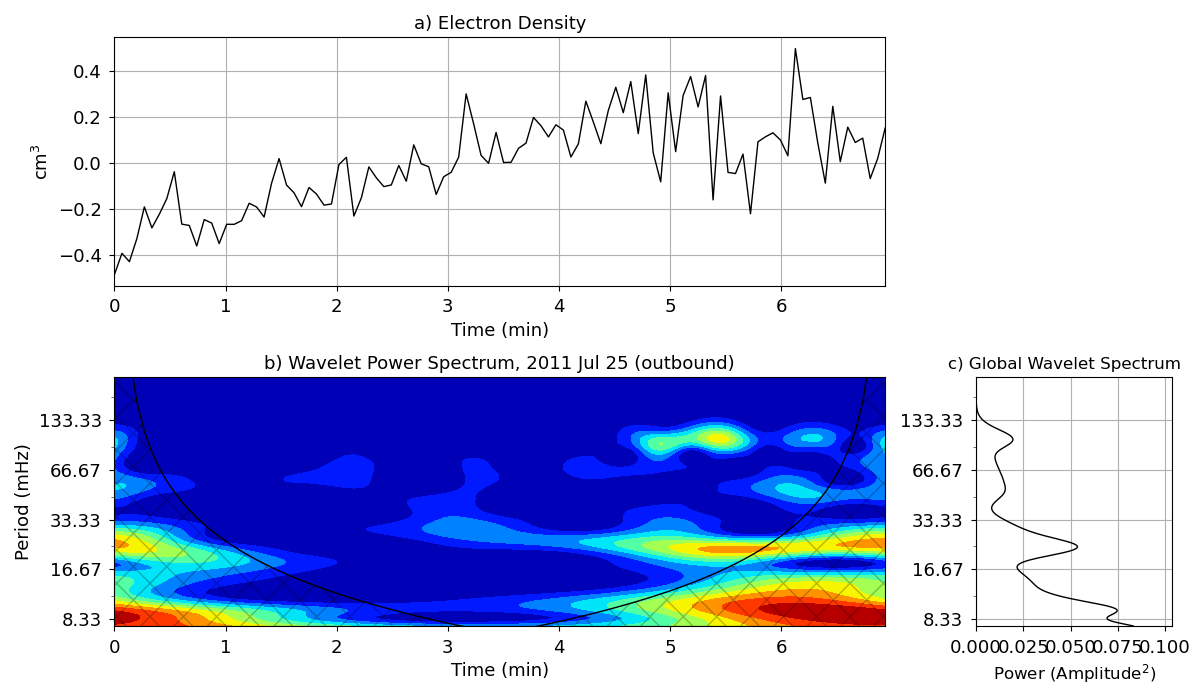 a) Electron Density
cm³
0.4
0.2
0.0
−0.2
−0.4
0 1 2 3 4 5 6
Time (min)
b) Wavelet Power Spectrum, 2011 Jul 25 (outbound)
Period (mHz)
133.33
66.67
33.33
16.67
8.33
0 1 2 3 4 5 6
Time (min)
c) Global Wavelet Spectrum
133.33
66.67
33.33
16.67
8.33
0.000 0.025 0.050 0.075 0.100
Power (Amplitude²)